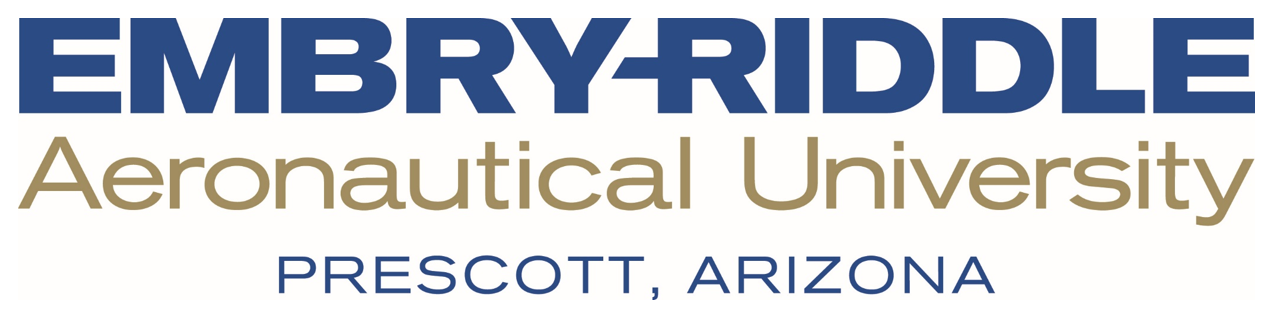 EMBRY-RIDDLE
Aeronautical University
PRESCOTT, ARIZONA